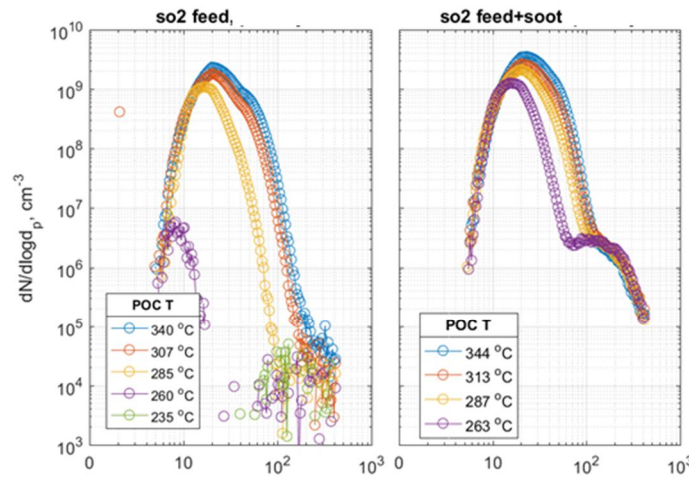 so2 feed,
so2 feed+soot
dN/dlogd_p, cm^-3
10^10
10^9
10^8
10^7
10^6
10^5
10^4
10^3
POC T
340 °C
307 °C
285 °C
260 °C
235 °C
POC T
344 °C
313 °C
287 °C
263 °C
0 10 10^2 10^3
0 10 10^2 10^3